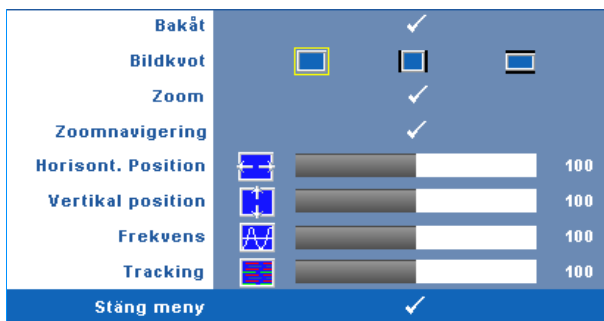 Bakåt
Bildkvot
Zoom
Zoomnavigering
Horisont. Position 100
Vertikal position 100
Frekvens 100
Tracking 100
Stäng meny